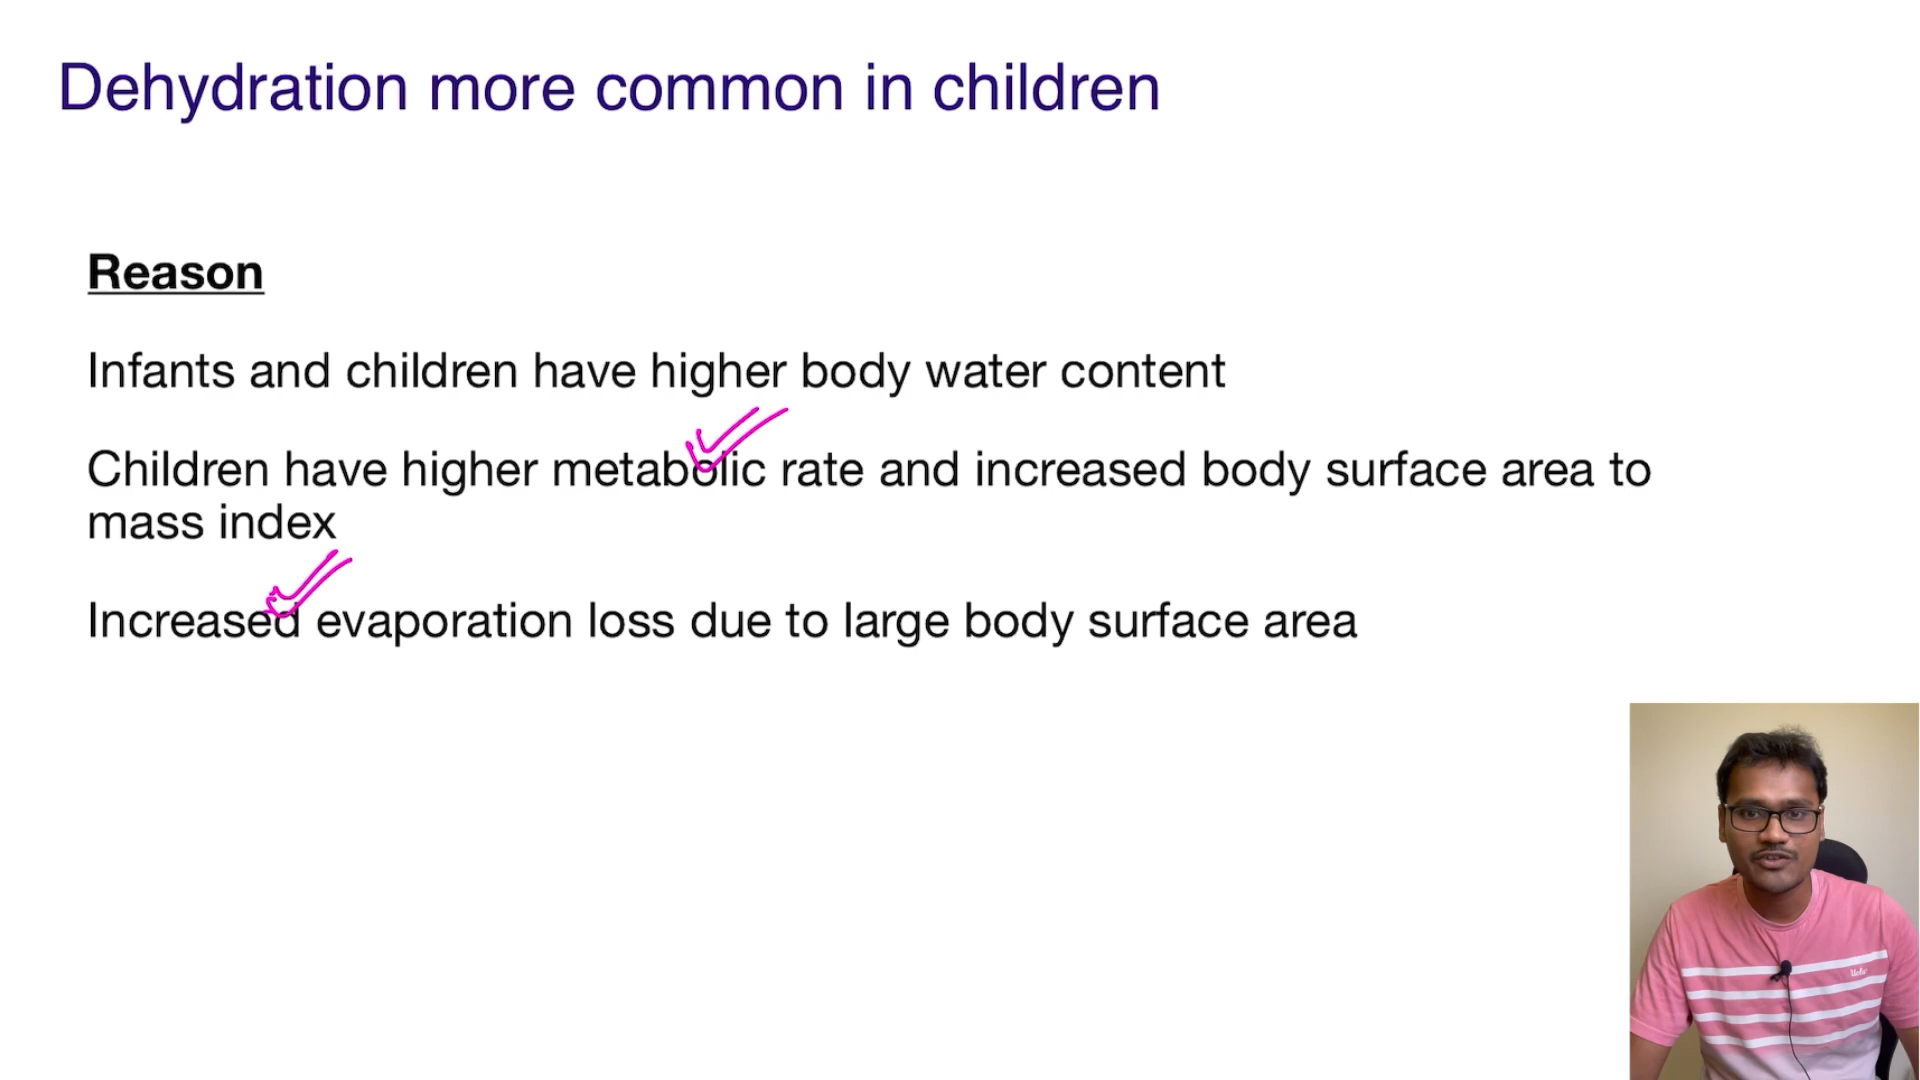 Dehydration more common in children
Reason
Infants and children have higher body water content
Children have higher metabolic rate and increased body surface area to
mass index
Increased evaporation loss due to large body surface area